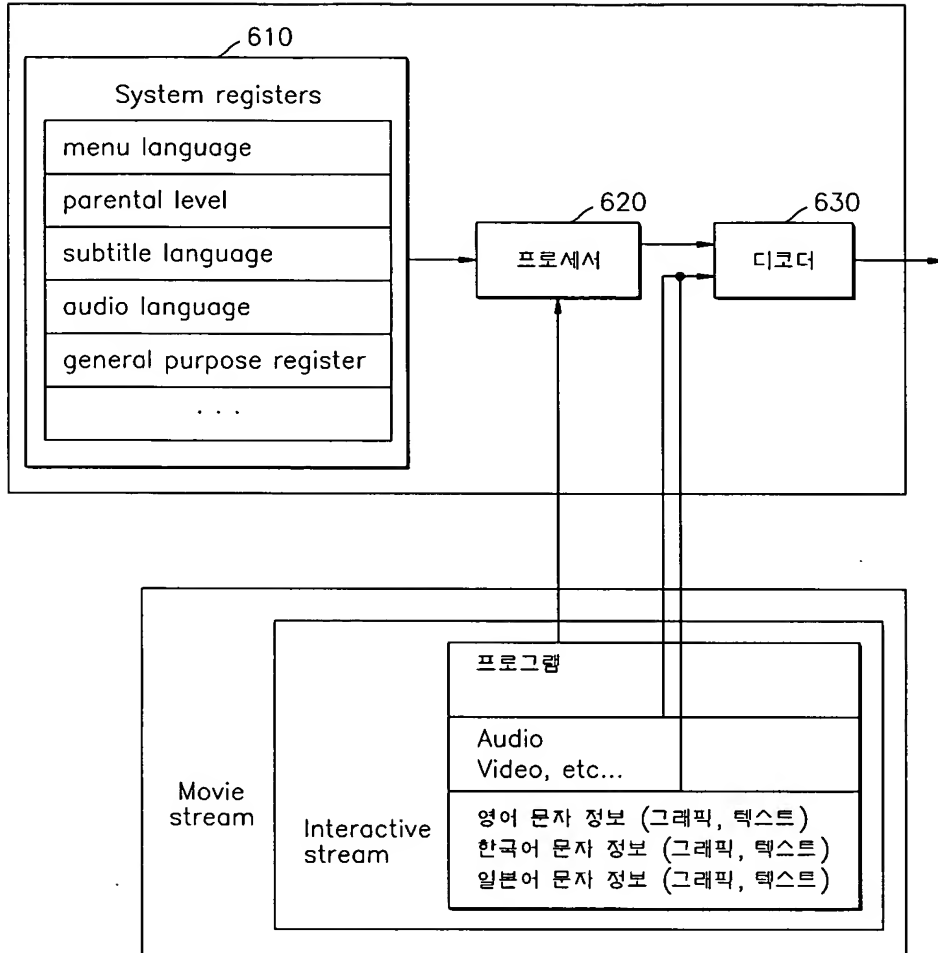 610
System registers
menu language
parental level
subtitle language
audio language
general purpose register
. . .
620
프로세서
630
디코더
Movie
stream
Interactive
stream
프로그램
Audio
Video, etc...
영어 문자 정보 (그래픽, 텍스트)
한국어 문자 정보 (그래픽, 텍스트)
일본어 문자 정보 (그래픽, 텍스트)